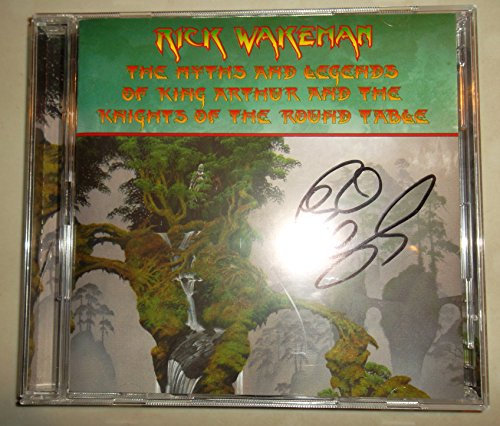 RICK WAKEMAN
THE MYTHS AND LEGENDS
OF KING ARTHUR AND THE
KNIGHTS OF THE ROUND TABLE